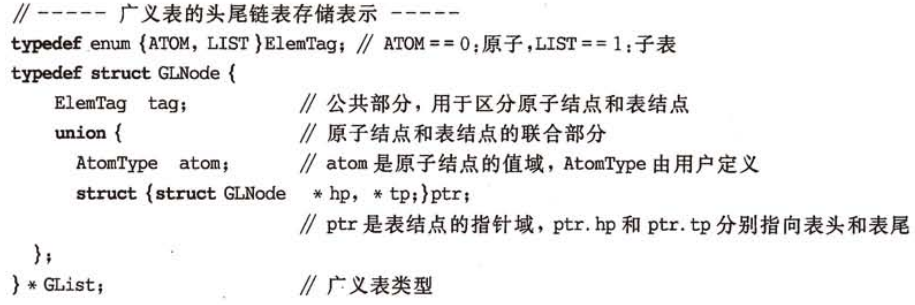 // ----- 广义表的头尾链表存储表示 -----
typedef enum {ATOM, LIST }ElemTag; // ATOM == 0:原子,LIST == 1:子表
typedef struct GLNode {
ElemTag tag; // 公共部分，用于区分原子结点和表结点
union { // 原子结点和表结点的联合部分
AtomType atom; // atom 是原子结点的值域，AtomType 由用户定义
struct {struct GLNode * hp, * tp;}ptr;
// ptr 是表结点的指针域，ptr. hp 和 ptr. tp 分别指向表头和表尾
};
} * GList; // 广义表类型